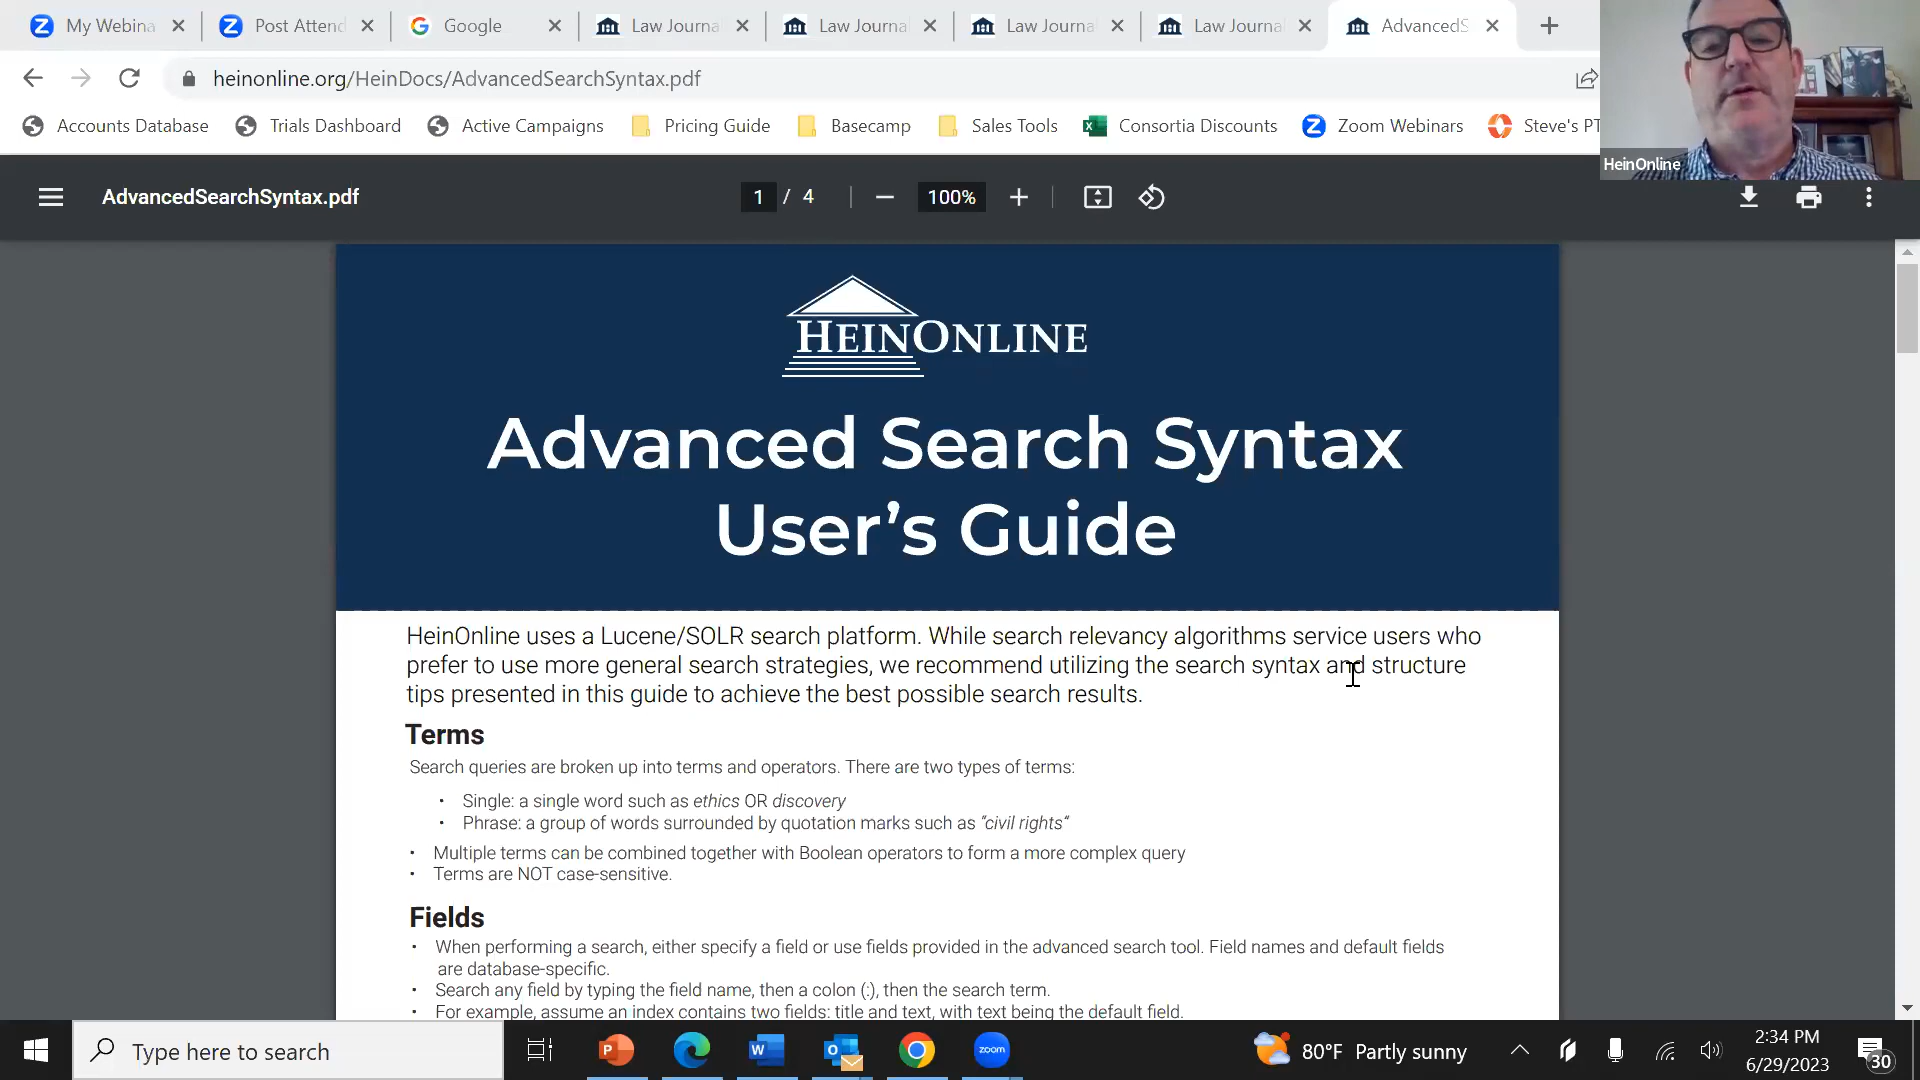 My Webina
Post Attend
Google
Law Journa
Law Journa
Law Journa
Law Journa
AdvancedS
heinonline.org/HeinDocs/AdvancedSearchSyntax.pdf
Accounts Database
Trials Dashboard
Active Campaigns
Pricing Guide
Basecamp
Sales Tools
Consortia Discounts
Zoom Webinars
Steve's PT
HeinOnline
AdvancedSearchSyntax.pdf
1 / 4
100%
HEINONLINE
Advanced Search Syntax
User’s Guide
HeinOnline uses a Lucene/SOLR search platform. While search relevancy algorithms service users who
prefer to use more general search strategies, we recommend utilizing the search syntax and structure
tips presented in this guide to achieve the best possible search results.
Terms
Search queries are broken up into terms and operators. There are two types of terms:
• Single: a single word such as ethics OR discovery
• Phrase: a group of words surrounded by quotation marks such as “civil rights“
• Multiple terms can be combined together with Boolean operators to form a more complex query
• Terms are NOT case-sensitive.
Fields
• When performing a search, either specify a field or use fields provided in the advanced search tool. Field names and default fields
are database-specific.
• Search any field by typing the field name, then a colon (:), then the search term.
• For example, assume an index contains two fields: title and text, with text being the default field.
Type here to search
zoom
80°F Partly sunny
2:34 PM
6/29/2023
30